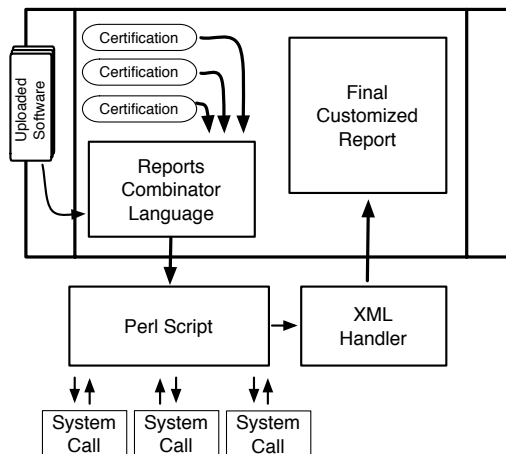 Certification
Certification
Certification
Uploaded
Software
Final
Customized
Report
Reports
Combinator
Language
Perl Script
XML
Handler
System
Call
System
Call
System
Call